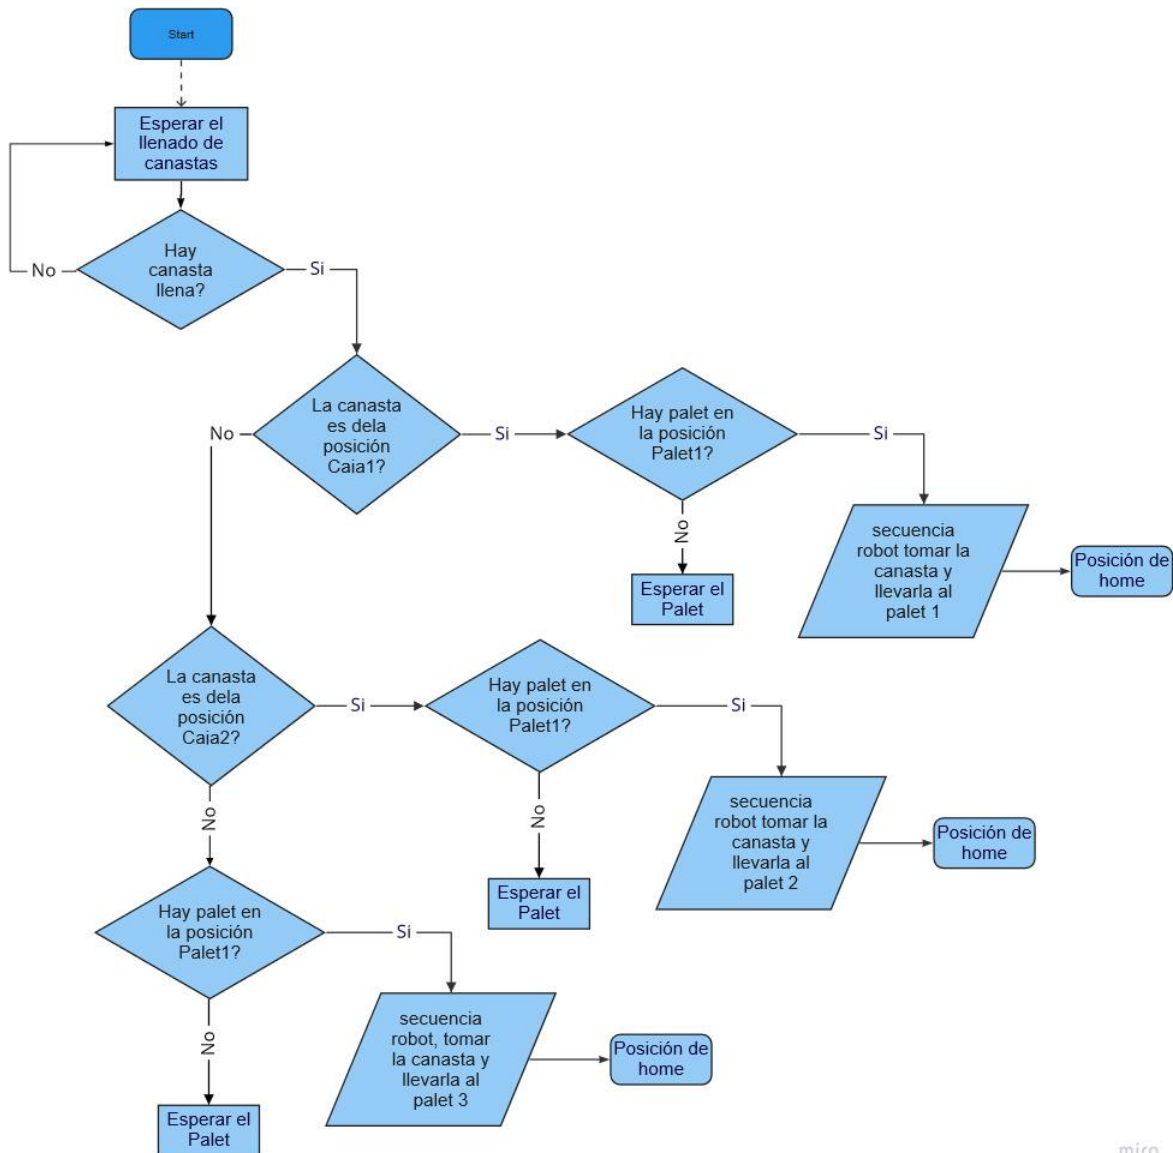 Start
Esperar el
llenado de
canastas
Hay
canasta
llena?
No
Si
La canasta
es dela
posición
Caia1?
No
Si
Hay palet en
la posición
Palet1?
Si
No
Esperar el
Palet
secuencia
robot tomar la
canasta y
llevarla al
palet 1
Posición de
home
La canasta
es dela
posición
Caia2?
Si
Hay palet en
la posición
Palet1?
Si
No
No
Esperar el
Palet
secuencia
robot tomar la
canasta y
llevarla al
palet 2
Posición de
home
Hay palet en
la posición
Palet1?
Si
No
Esperar el
Palet
secuencia
robot, tomar
la canasta y
llevarla al
palet 3
Posición de
home
miro